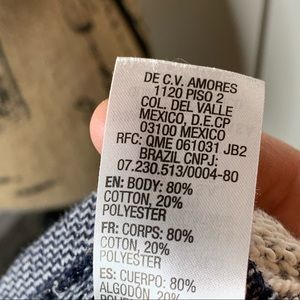 DE C.V. AMORES
1120 PISO 2
COL. DEL VALLE
MEXICO, D.E.CP
03100 MEXICO
RFC: QME 061031 JB2
BRAZIL CNPJ:
07.230.513/0004-80
EN: BODY: 80%
COTTON, 20%
POLYESTER
FR: CORPS: 80%
COTON, 20%
POLYESTER
ES: CUERPO: 80%
ALGODÓN, 20%